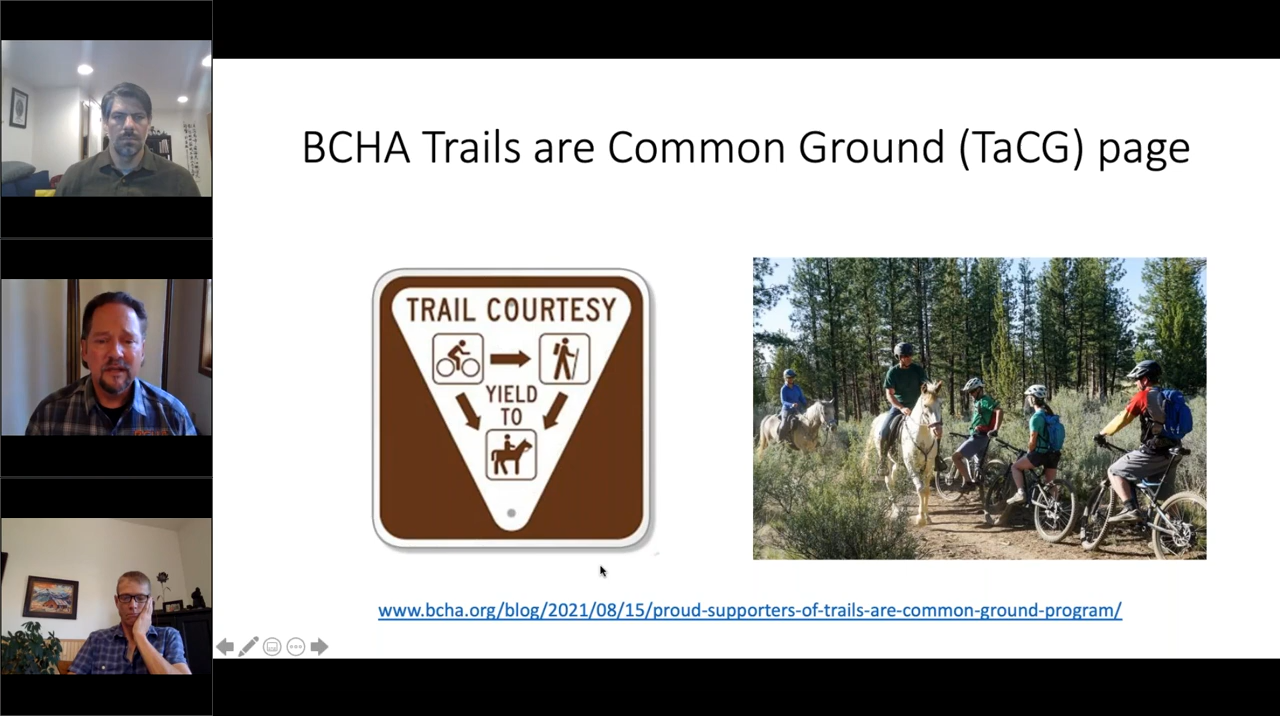 BCHA Trails are Common Ground (TaCG) page
TRAIL COURTESY
YIELD
TO
www.bcha.org/blog/2021/08/15/proud-supporters-of-trails-are-common-ground-program/